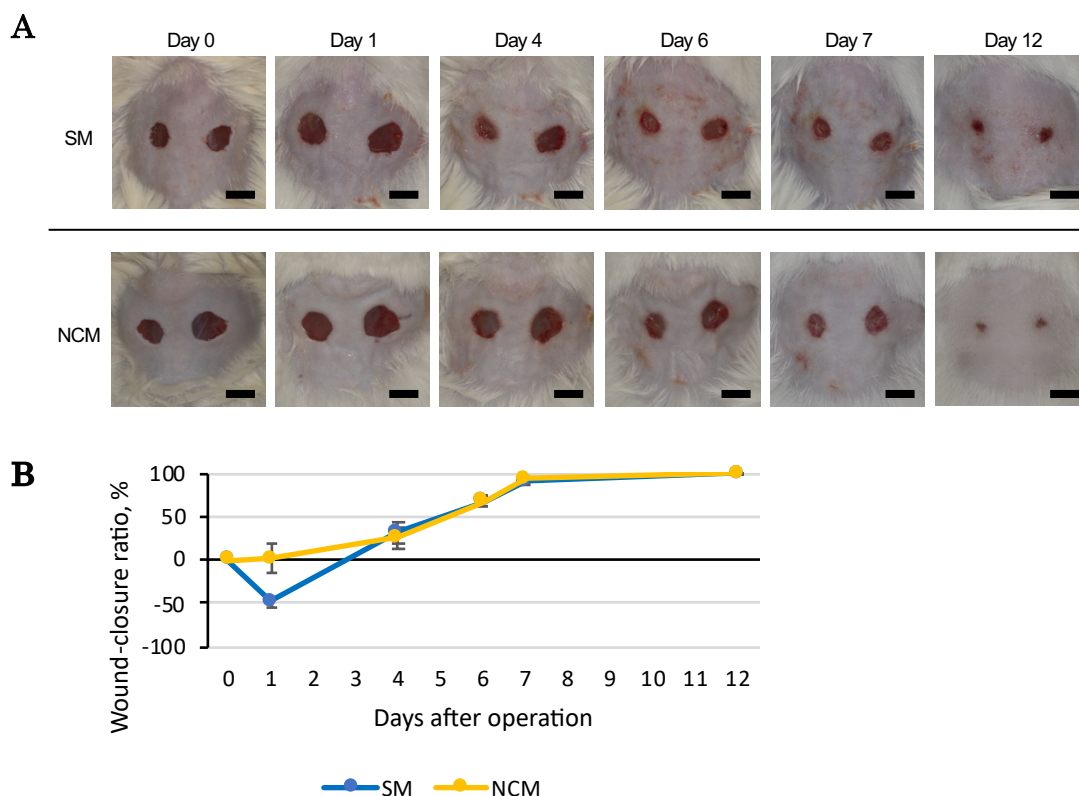 A
Day 0 Day 1 Day 4 Day 6 Day 7 Day 12
SM
NCM
B
Wound-closure ratio, %
100
50
0
-50
-100
0 1 2 3 4 5 6 7 8 9 10 11 12
Days after operation
SM NCM